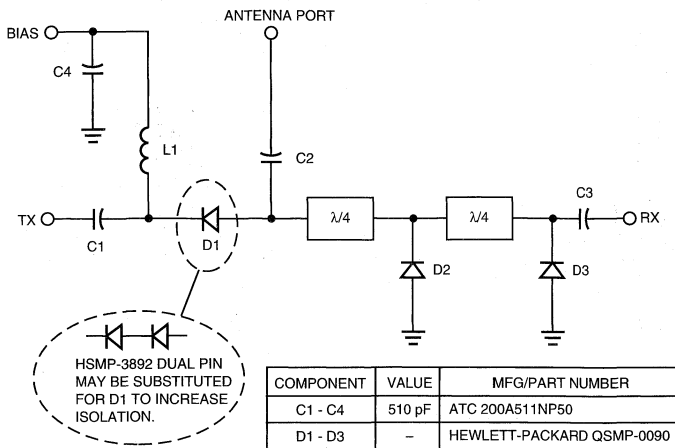 ANTENNA PORT
BIAS
C4
L1
C2
C3
TX
C1
D1
λ/4
λ/4
RX
D2
D3
HSMP-3892 DUAL PIN
MAY BE SUBSTITUTED
FOR D1 TO INCREASE
ISOLATION.
COMPONENT VALUE MFG/PART NUMBER
C1 - C4 510 pF ATC 200A511NP50
D1 - D3 – HEWLETT-PACKARD QSMP-0090